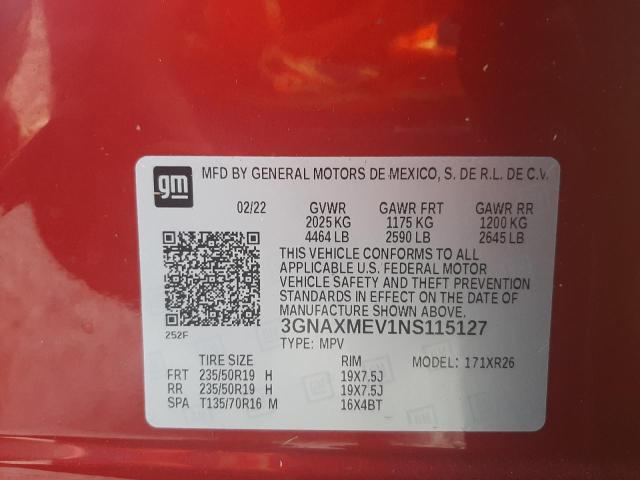 gm MFD BY GENERAL MOTORS DE MEXICO, S. DE R.L. DE C.V.
02/22 GVWR GAWR FRT GAWR RR
2025 KG 1175 KG 1200 KG
4464 LB 2590 LB 2645 LB
THIS VEHICLE CONFORMS TO ALL
APPLICABLE U.S. FEDERAL MOTOR
VEHICLE SAFETY AND THEFT PREVENTION
STANDARDS IN EFFECT ON THE DATE OF
MANUFACTURE SHOWN ABOVE.
3GNAXMEV1NS115127
252F TYPE: MPV
TIRE SIZE RIM MODEL: 171XR26
FRT 235/50R19 H 19X7.5J
RR 235/50R19 H 19X7.5J
SPA T135/70R16 M 16X4BT